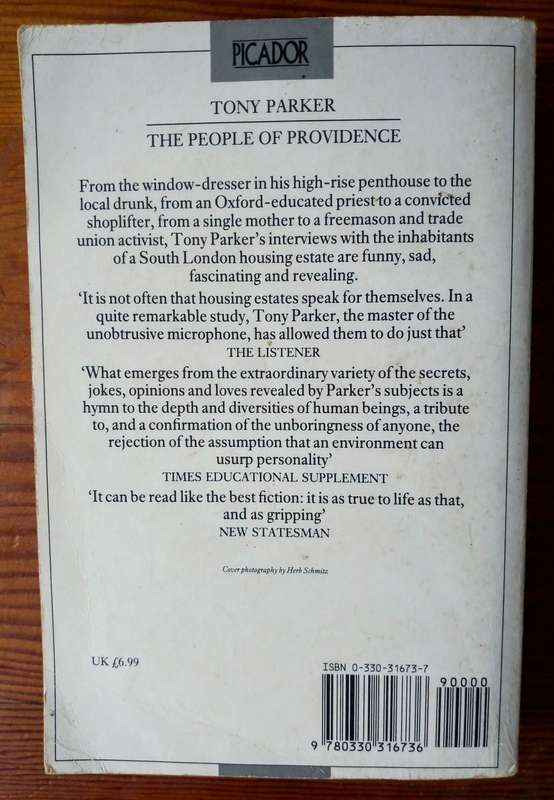 PICADOR
TONY PARKER
THE PEOPLE OF PROVIDENCE
From the window-dresser in his high-rise penthouse to the
local drunk, from an Oxford-educated priest to a convicted
shoplifter, from a single mother to a freemason and trade
union activist, Tony Parker's interviews with the inhabitants
of a South London housing estate are funny, sad,
fascinating and revealing.
‘It is not often that housing estates speak for themselves. In a
quite remarkable study, Tony Parker, the master of the
unobtrusive microphone, has allowed them to do just that’
THE LISTENER
‘What emerges from the extraordinary variety of the secrets,
jokes, opinions and loves revealed by Parker's subjects is a
hymn to the depth and diversities of human beings, a tribute
to, and a confirmation of the unboringness of anyone, the
rejection of the assumption that an environment can
usurp personality’
TIMES EDUCATIONAL SUPPLEMENT
‘It can be read like the best fiction: it is as true to life as that,
and as gripping’
NEW STATESMAN
Cover photography by Herb Schmitz
UK £6.99
ISBN 0-330-31673-7
90000
9 780330 316736